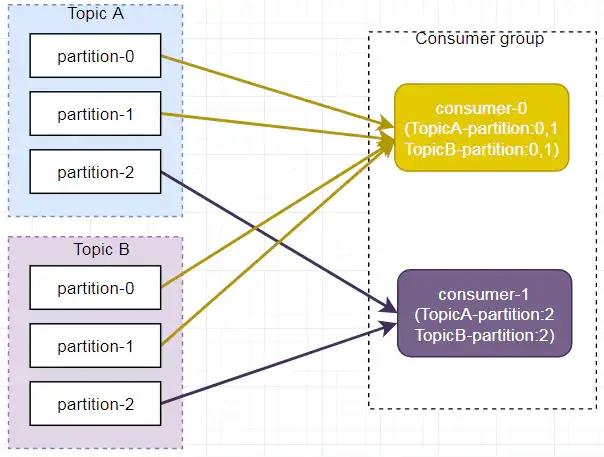 Topic A
partition-0
partition-1
partition-2
Topic B
partition-0
partition-1
partition-2
Consumer group
consumer-0
(TopicA-partition:0,1
TopicB-partition:0,1)
consumer-1
(TopicA-partition:2
TopicB-partition:2)